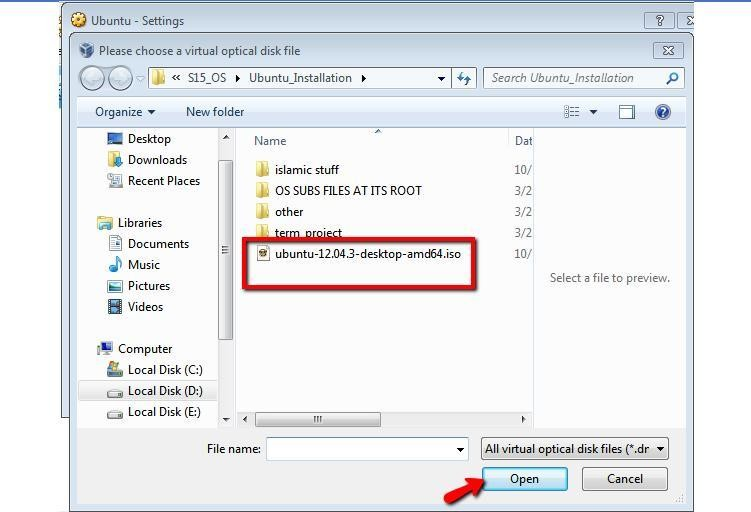 Ubuntu - Settings
Please choose a virtual optical disk file
« S15_OS Ubuntu_Installation
Search Ubuntu_Installation
Organize New folder
Name Dat
Desktop
Downloads
Recent Places
Libraries
Documents
Music
Pictures
Videos
Computer
Local Disk (C:)
Local Disk (D:)
Local Disk (E:)
islamic stuff 10/
OS SUBS FILES AT ITS ROOT 3/2
other 3/2
term_project 3/2
ubuntu-12.04.3-desktop-amd64.iso 10/
Select a file to preview.
File name:
All virtual optical disk files (*.dr
Open Cancel